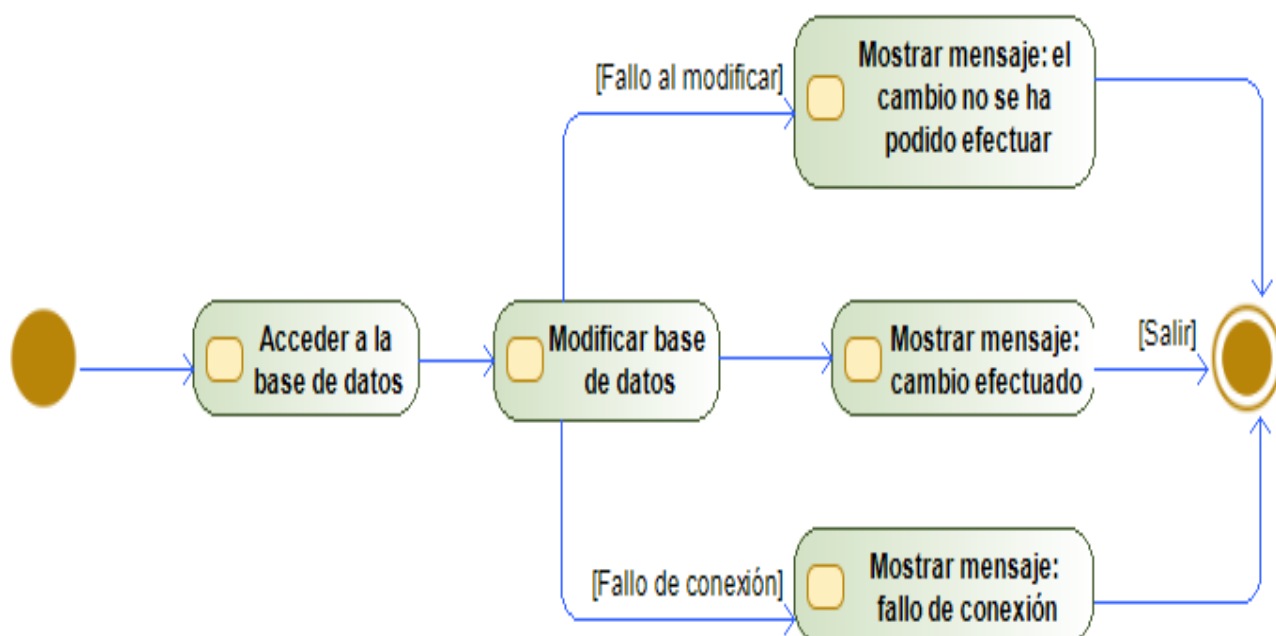 Mostrar mensaje: el
cambio no se ha
podido efectuar
[Fallo al modificar]
Acceder a la
base de datos
Modificar base
de datos
Mostrar mensaje:
cambio efectuado
[Salir]
[Fallo de conexión]
Mostrar mensaje:
fallo de conexión